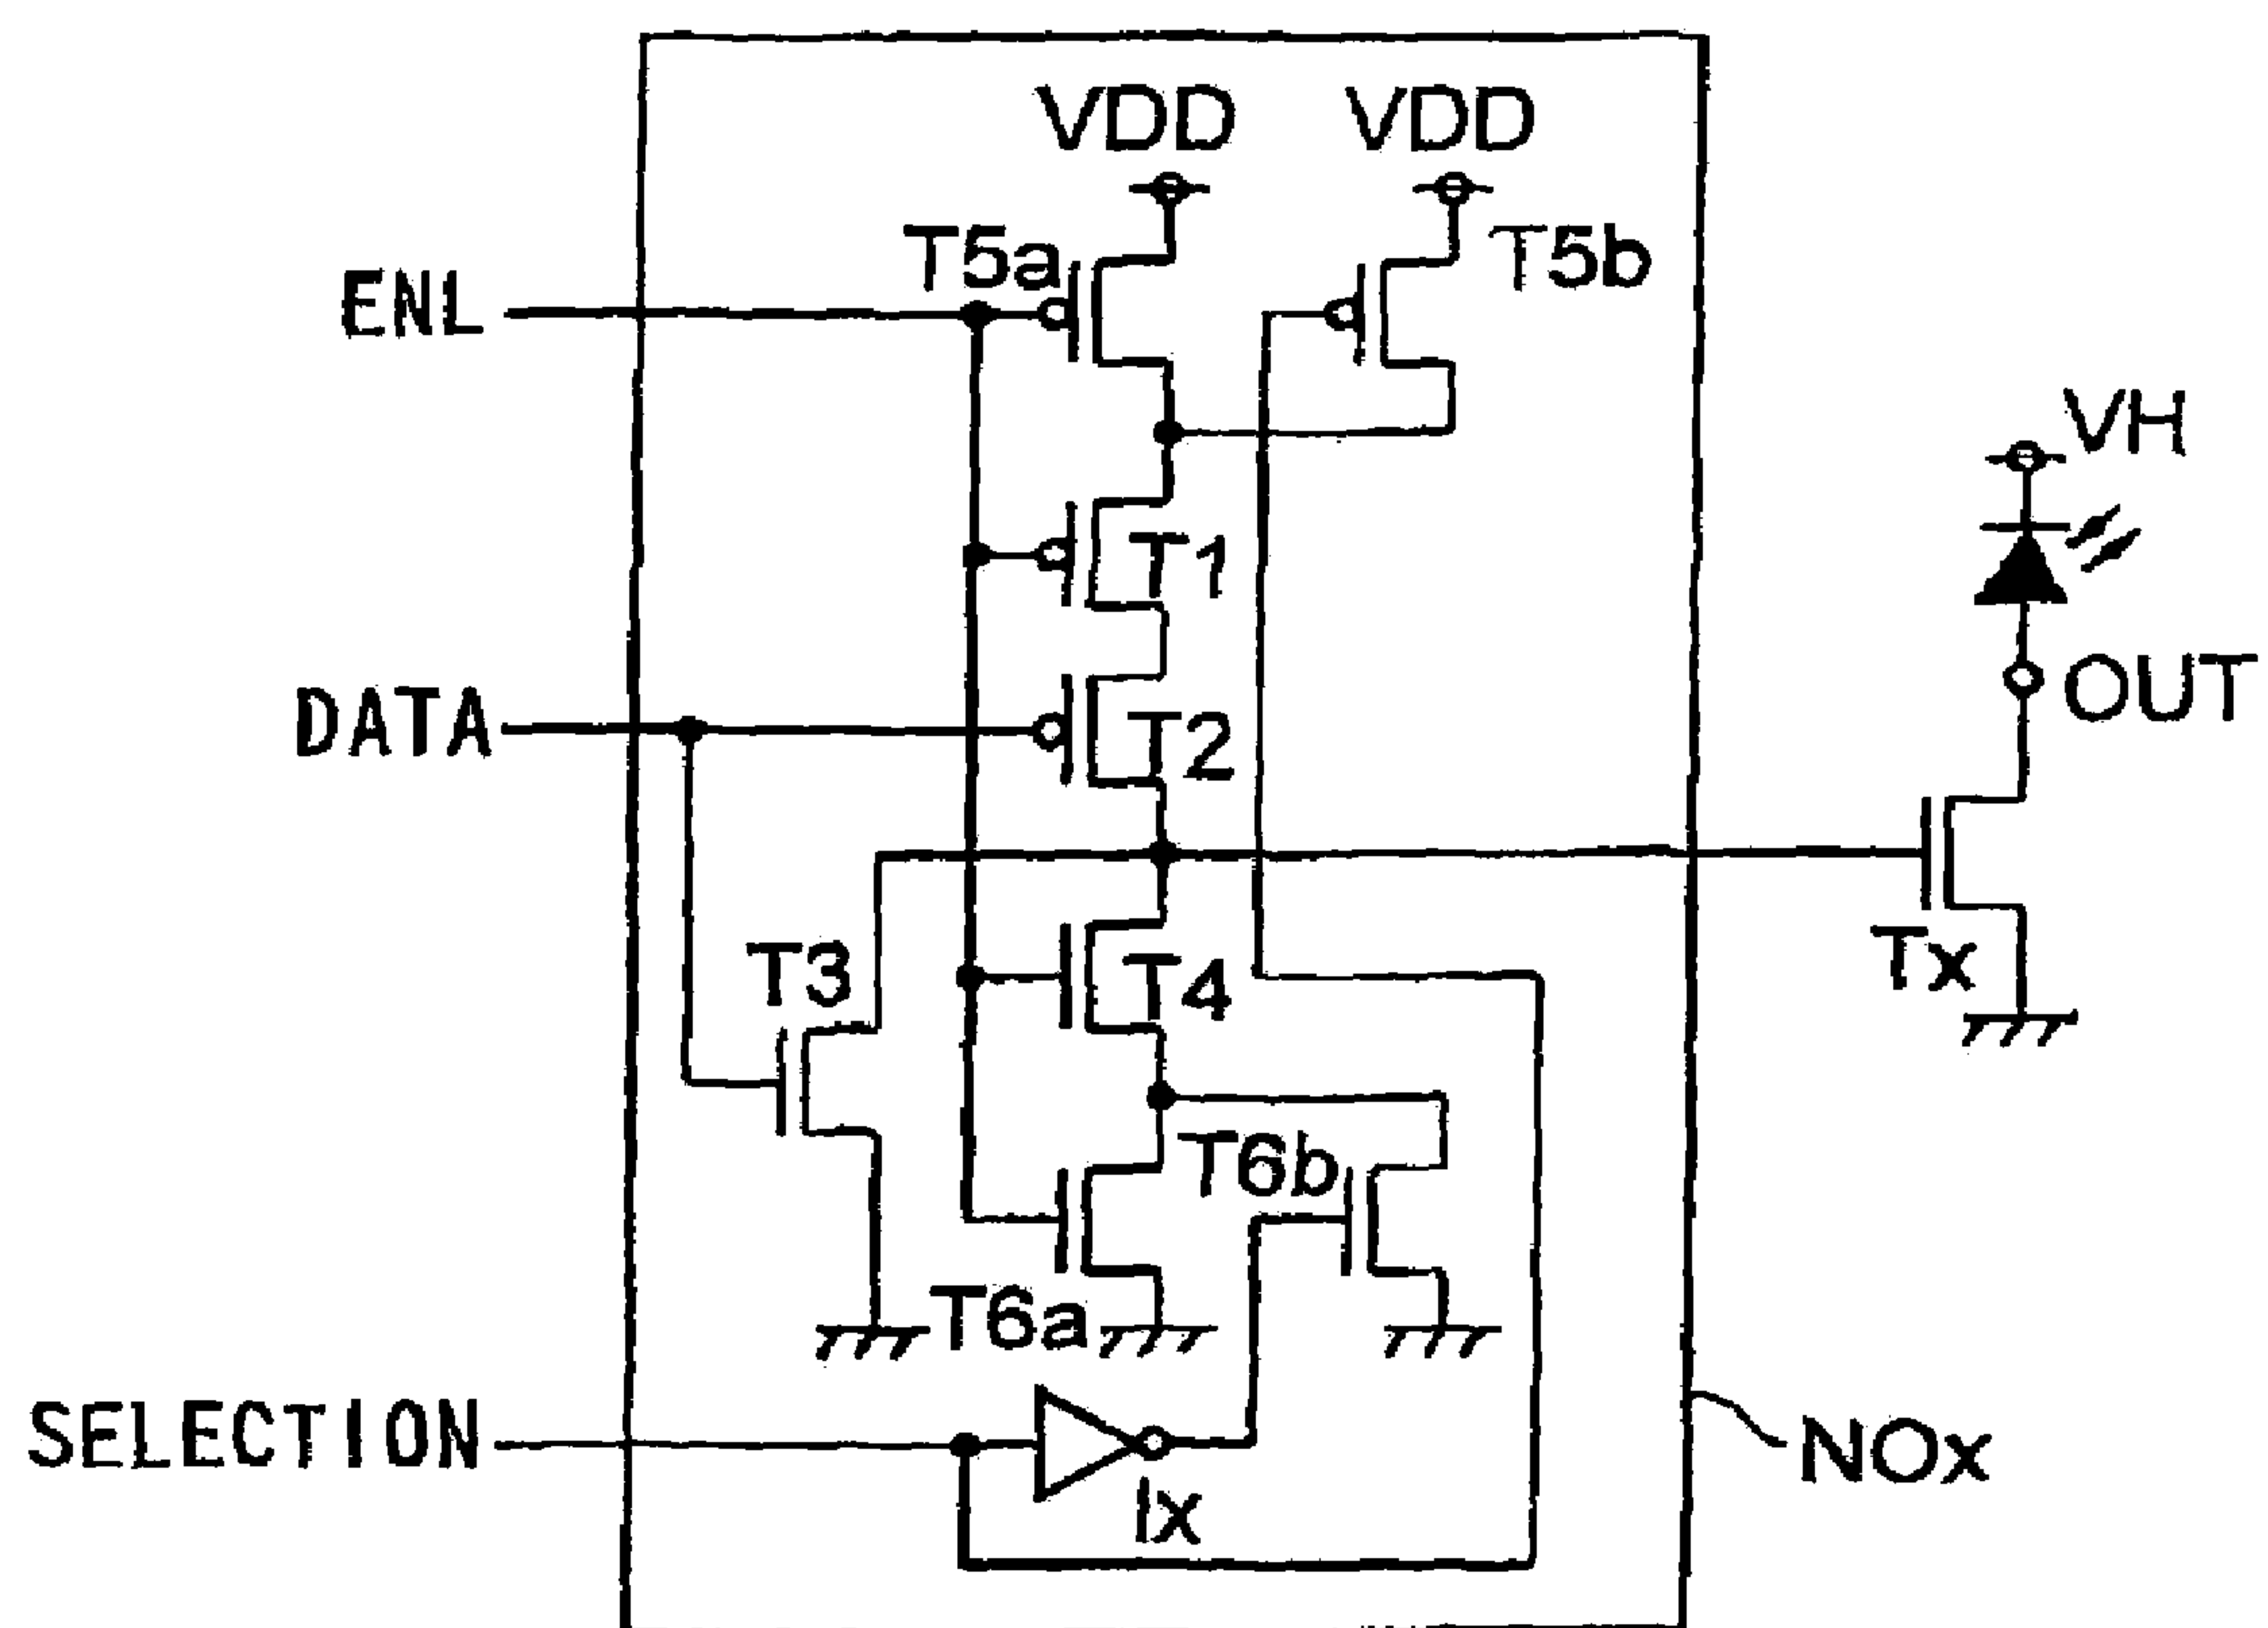 VDD VDD
T5a T5b
ENL
VH
T1
OUT
DATA
T2
T3
T4
Tx
T6b
T6a
SELECTION
NOx
Ix